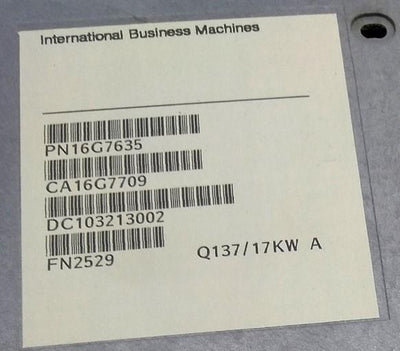 International Business Machines
PN16G7635
CA16G7709
DC103213002
FN2529 Q137/17KW A